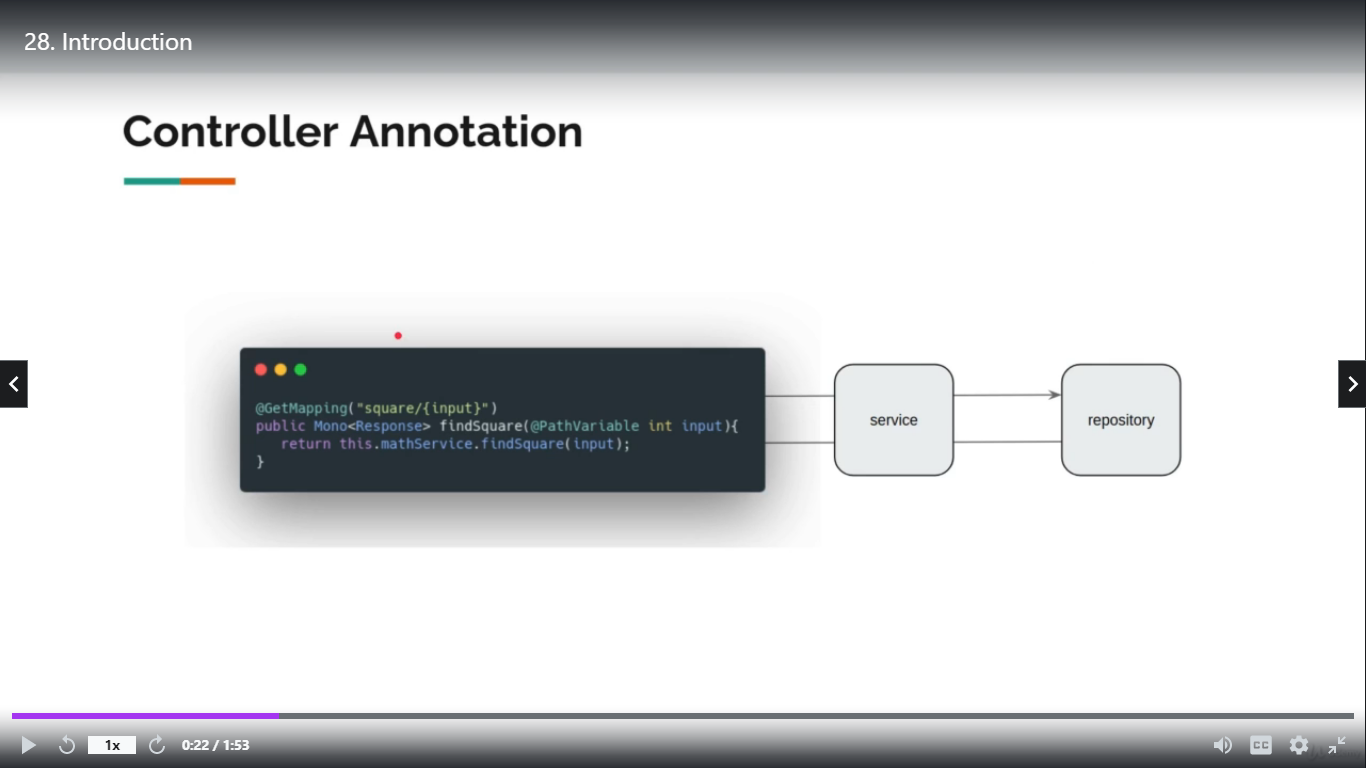 28. Introduction
Controller Annotation
@GetMapping("square/{input}")
public Mono<Response> findSquare(@PathVariable int input){
return this.mathService.findSquare(input);
}
service
repository
1x
0:22 / 1:53
CC